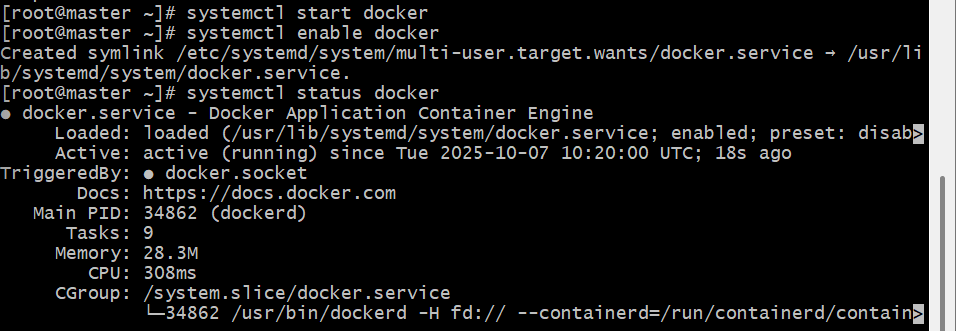 [root@master ~]# systemctl start docker
[root@master ~]# systemctl enable docker
Created symlink /etc/systemd/system/multi-user.target.wants/docker.service → /usr/li
b/systemd/system/docker.service.
[root@master ~]# systemctl status docker
● docker.service - Docker Application Container Engine
     Loaded: loaded (/usr/lib/systemd/system/docker.service; enabled; preset: disab>
     Active: active (running) since Tue 2025-10-07 10:20:00 UTC; 18s ago
TriggeredBy: ● docker.socket
       Docs: https://docs.docker.com
   Main PID: 34862 (dockerd)
      Tasks: 9
     Memory: 28.3M
        CPU: 308ms
     CGroup: /system.slice/docker.service
             └─34862 /usr/bin/dockerd -H fd:// --containerd=/run/containerd/contain>